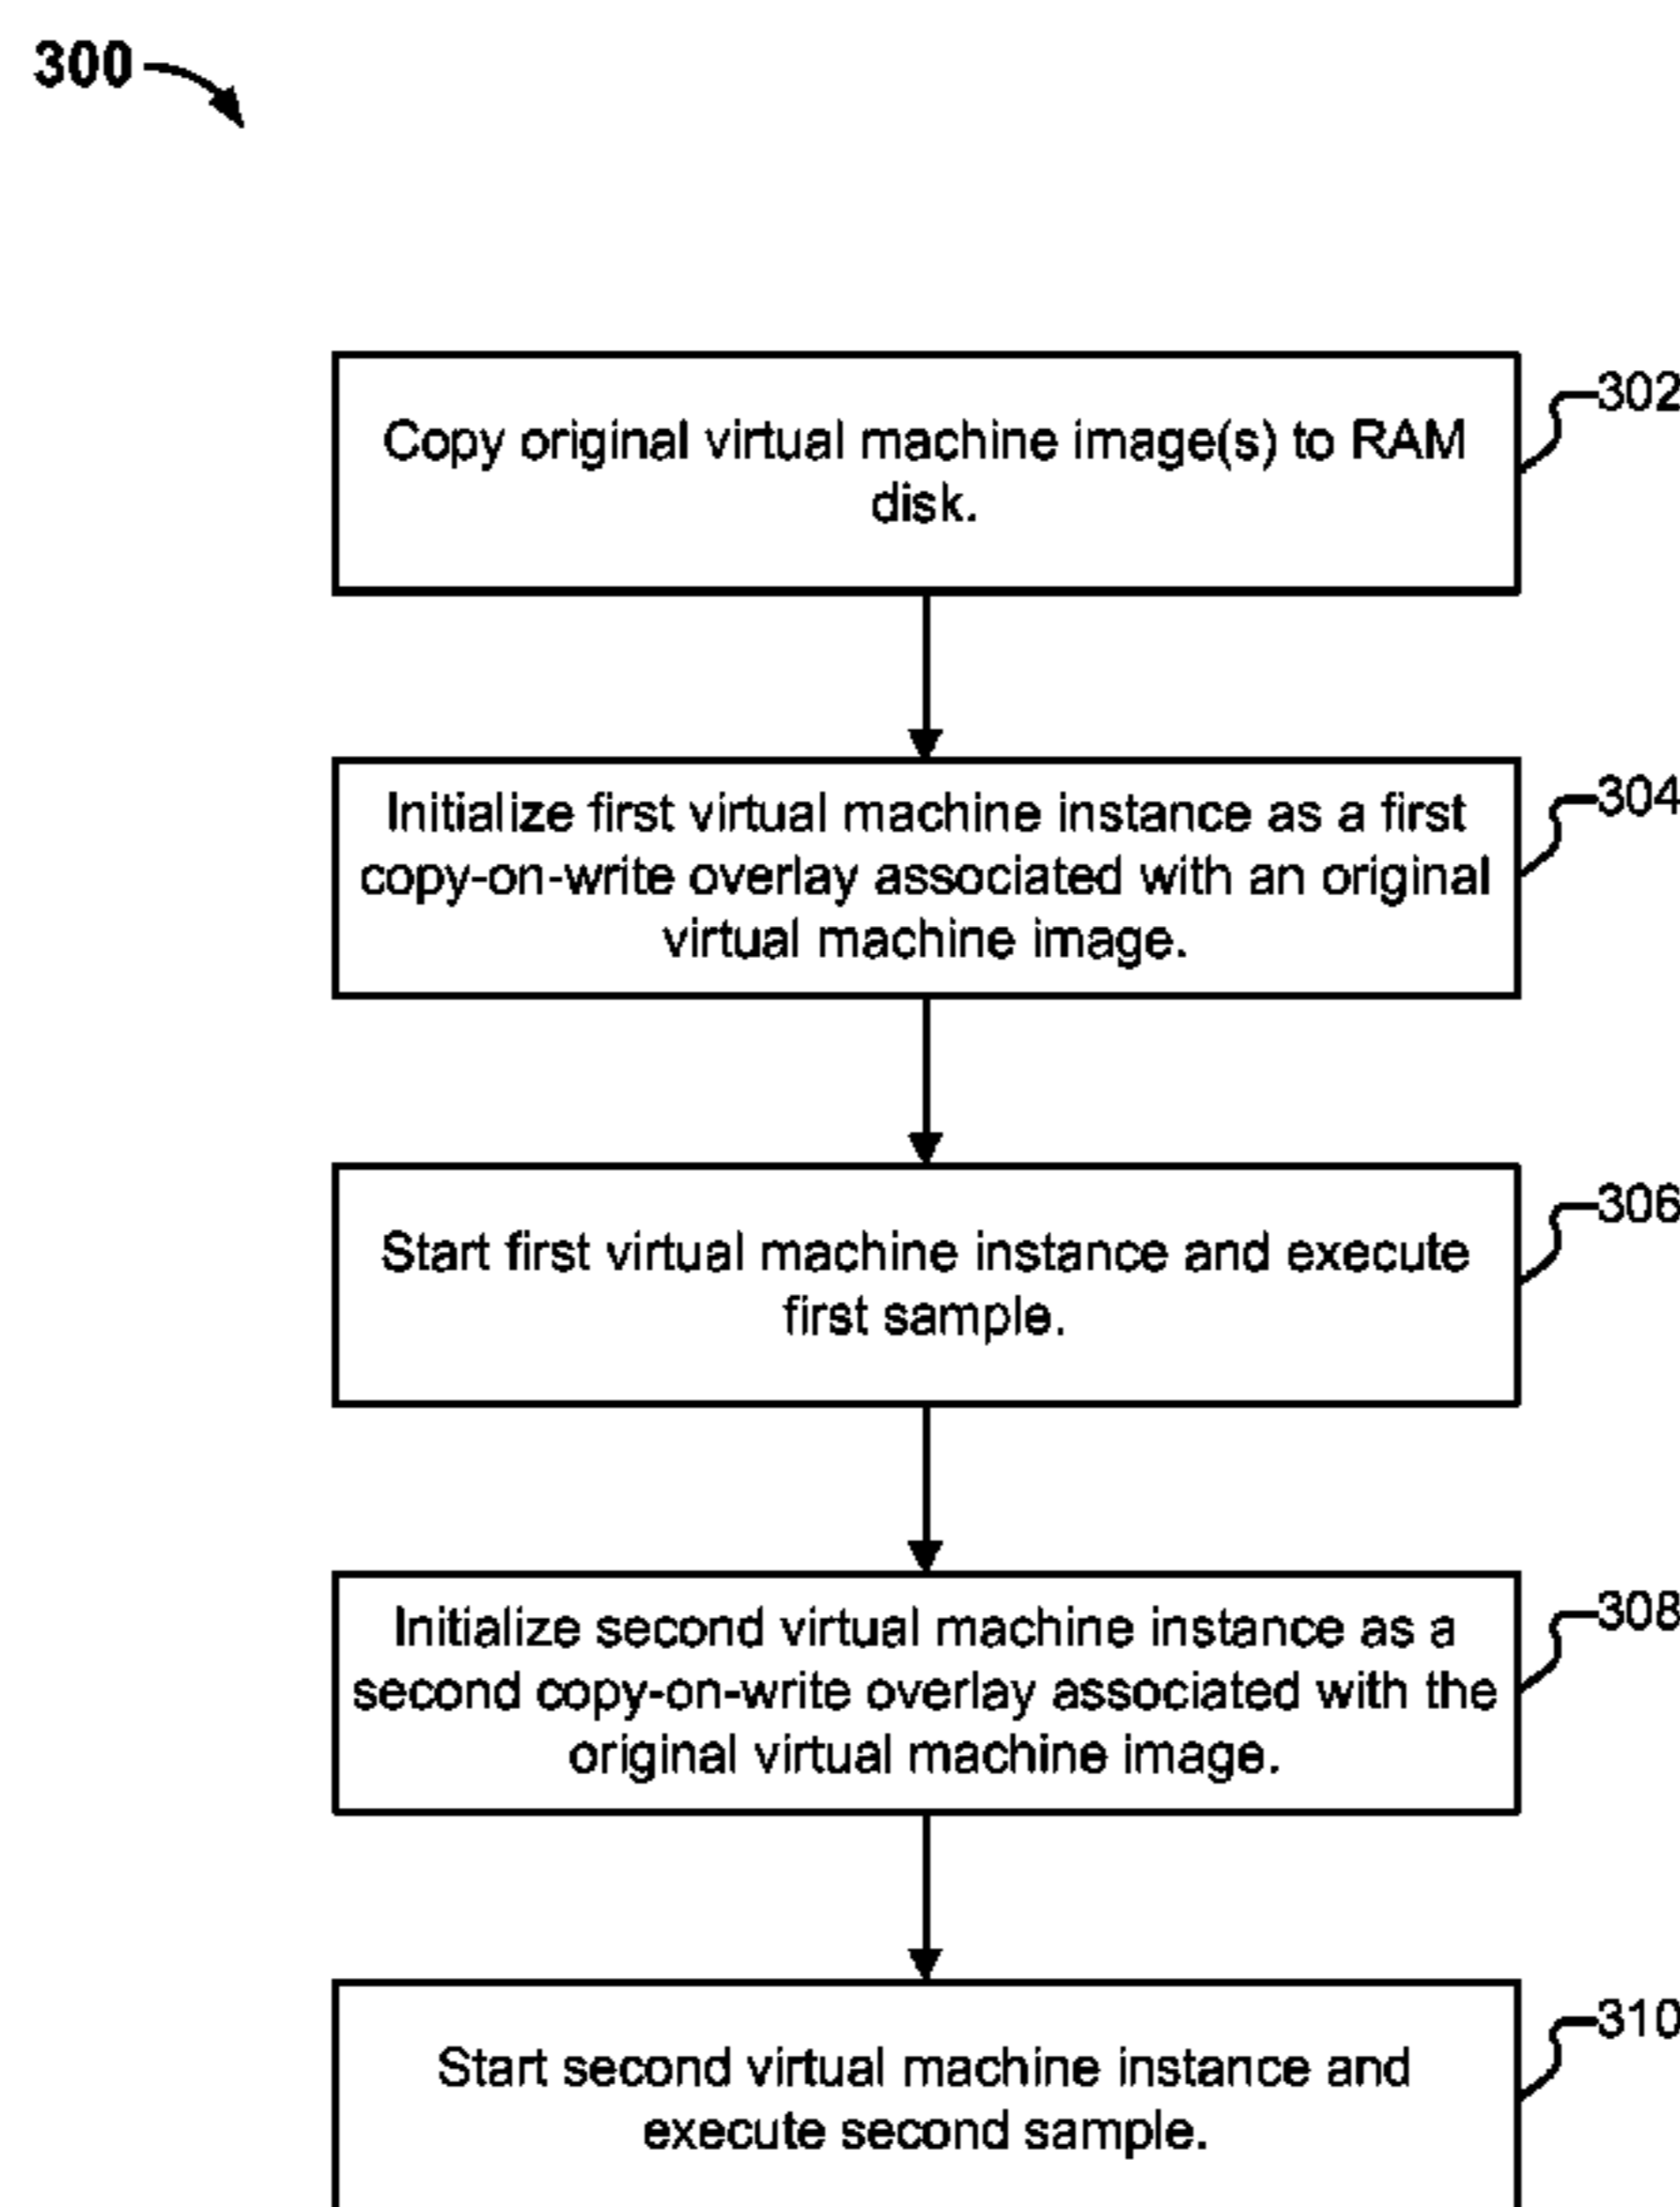 300
302
Copy original virtual machine image(s) to RAM
disk.
304
Initialize first virtual machine instance as a first
copy-on-write overlay associated with an original
virtual machine image.
306
Start first virtual machine instance and execute
first sample.
308
Initialize second virtual machine instance as a
second copy-on-write overlay associated with the
original virtual machine image.
310
Start second virtual machine instance and
execute second sample.